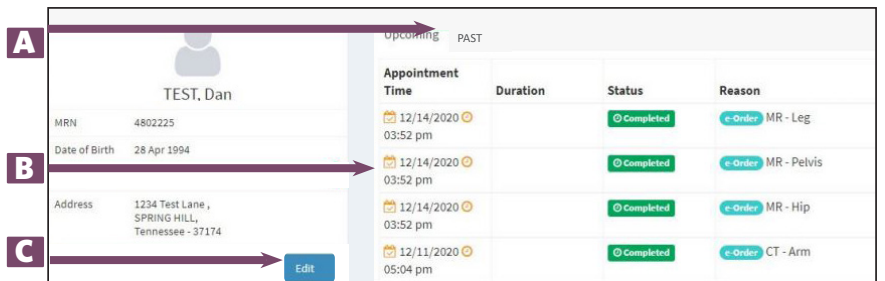 A
Upcoming PAST
TEST, Dan
MRN 4802225
Date of Birth 28 Apr 1994
B
Address 1234 Test Lane ,
SPRING HILL,
Tennessee - 37174
C
Edit
Appointment
Time Duration Status Reason
12/14/2020 Completed e-Order MR - Leg
03:52 pm
12/14/2020 Completed e-Order MR - Pelvis
03:52 pm
12/14/2020 Completed e-Order MR - Hip
03:52 pm
12/11/2020 Completed e-Order CT - Arm
05:04 pm